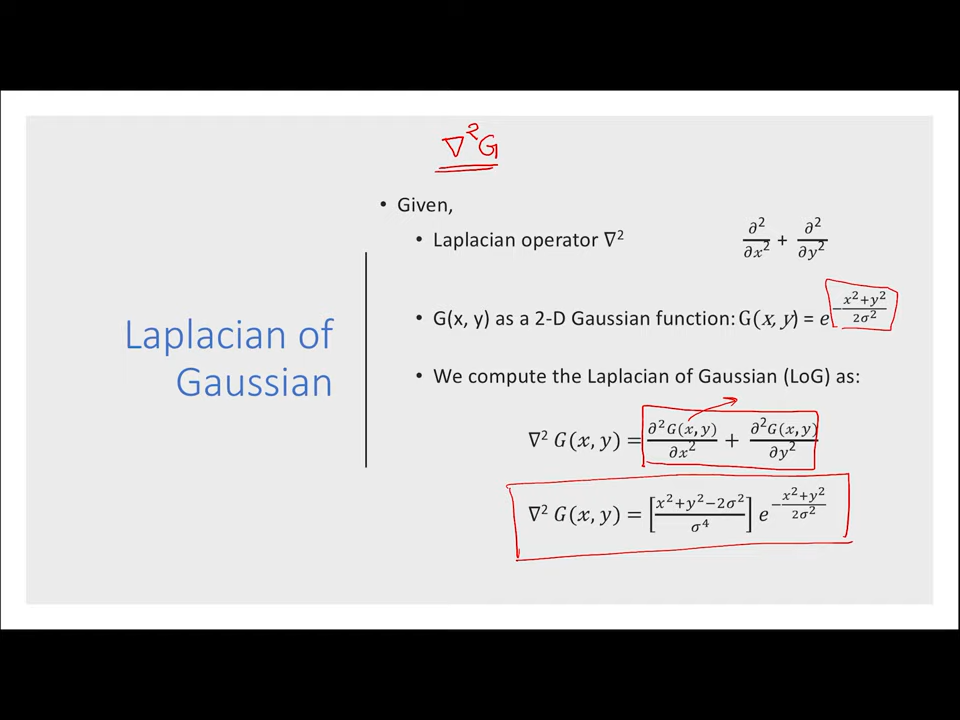 ∇²G
Laplacian of
Gaussian
• Given,
• Laplacian operator ∇² ∂²/∂x² + ∂²/∂y²
• G(x, y) as a 2-D Gaussian function: G(x, y) = e^(−(x²+y²)/(2σ²))
• We compute the Laplacian of Gaussian (LoG) as:
∇² G(x, y) = ∂²G(x,y)/∂x² + ∂²G(x,y)/∂y²
∇² G(x, y) = [(x²+y²−2σ²)/σ⁴] e^(−(x²+y²)/(2σ²))